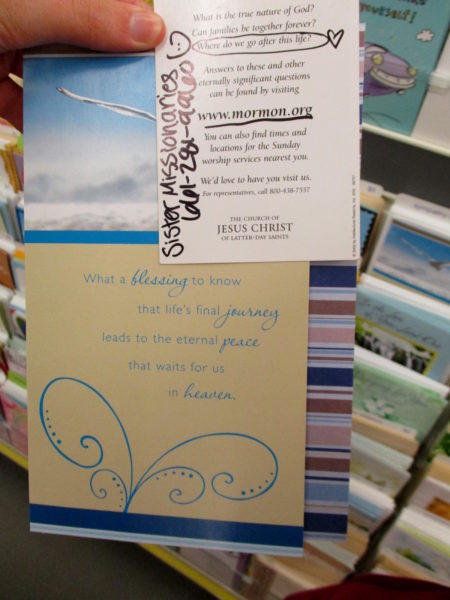 What is the true nature of God?
Can families be together forever?
Where do we go after this life?
Answers to these and other
eternally significant questions
can be found by visiting
www.mormon.org
You can also find times and
locations for the Sunday
worship services nearest you.
We'd love to have you visit us.
For representatives, call 800-438-7557
THE CHURCH OF
JESUS CHRIST
OF LATTER-DAY SAINTS
Sister Missionaries (:-)
What a blessing to know
that life's final journey
leads to the eternal peace
that waits for us
in heaven.